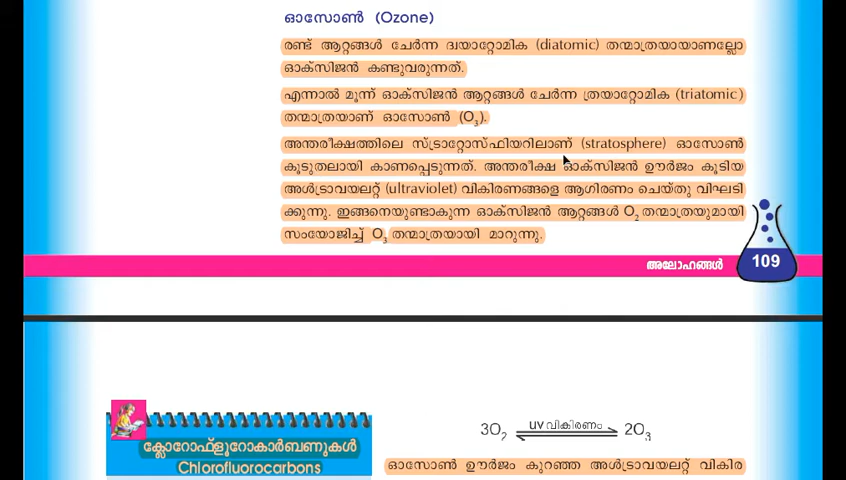 ഓസോൺ (Ozone)
രണ്ട് ആറ്റങ്ങൾ ചേർന്ന ദ്വയാറ്റോമിക (diatomic) തന്മാത്രയായാണല്ലോ
ഓക്സിജൻ കണ്ടുവരുന്നത്.
എന്നാൽ മൂന്ന് ഓക്സിജൻ ആറ്റങ്ങൾ ചേർന്ന ത്രയാറ്റോമിക (triatomic)
തന്മാത്രയാണ് ഓസോൺ (O₃).
അന്തരീക്ഷത്തിലെ സ്ട്രാറ്റോസ്ഫിയറിലാണ് (stratosphere) ഓസോൺ
കൂടുതലായി കാണപ്പെടുന്നത്. അന്തരീക്ഷ ഓക്സിജൻ ഊർജം കൂടിയ
അൾട്രാവയലറ്റ് (ultraviolet) വികിരണങ്ങളെ ആഗിരണം ചെയ്തു വിഘടി
ക്കുന്നു. ഇങ്ങനെയുണ്ടാകുന്ന ഓക്സിജൻ ആറ്റങ്ങൾ O₂ തന്മാത്രയുമായി
സംയോജിച്ച് O₃ തന്മാത്രയായി മാറുന്നു.
അലോഹങ്ങൾ 109
ക്ലോറോഫ്ളൂറോകാർബണുകൾ
Chlorofluorocarbons
3O₂ ⇌ 2O₃
uv വികിരണം
ഓസോൺ ഊർജം കുറഞ്ഞ അൾട്രാവയലറ്റ് വികിര